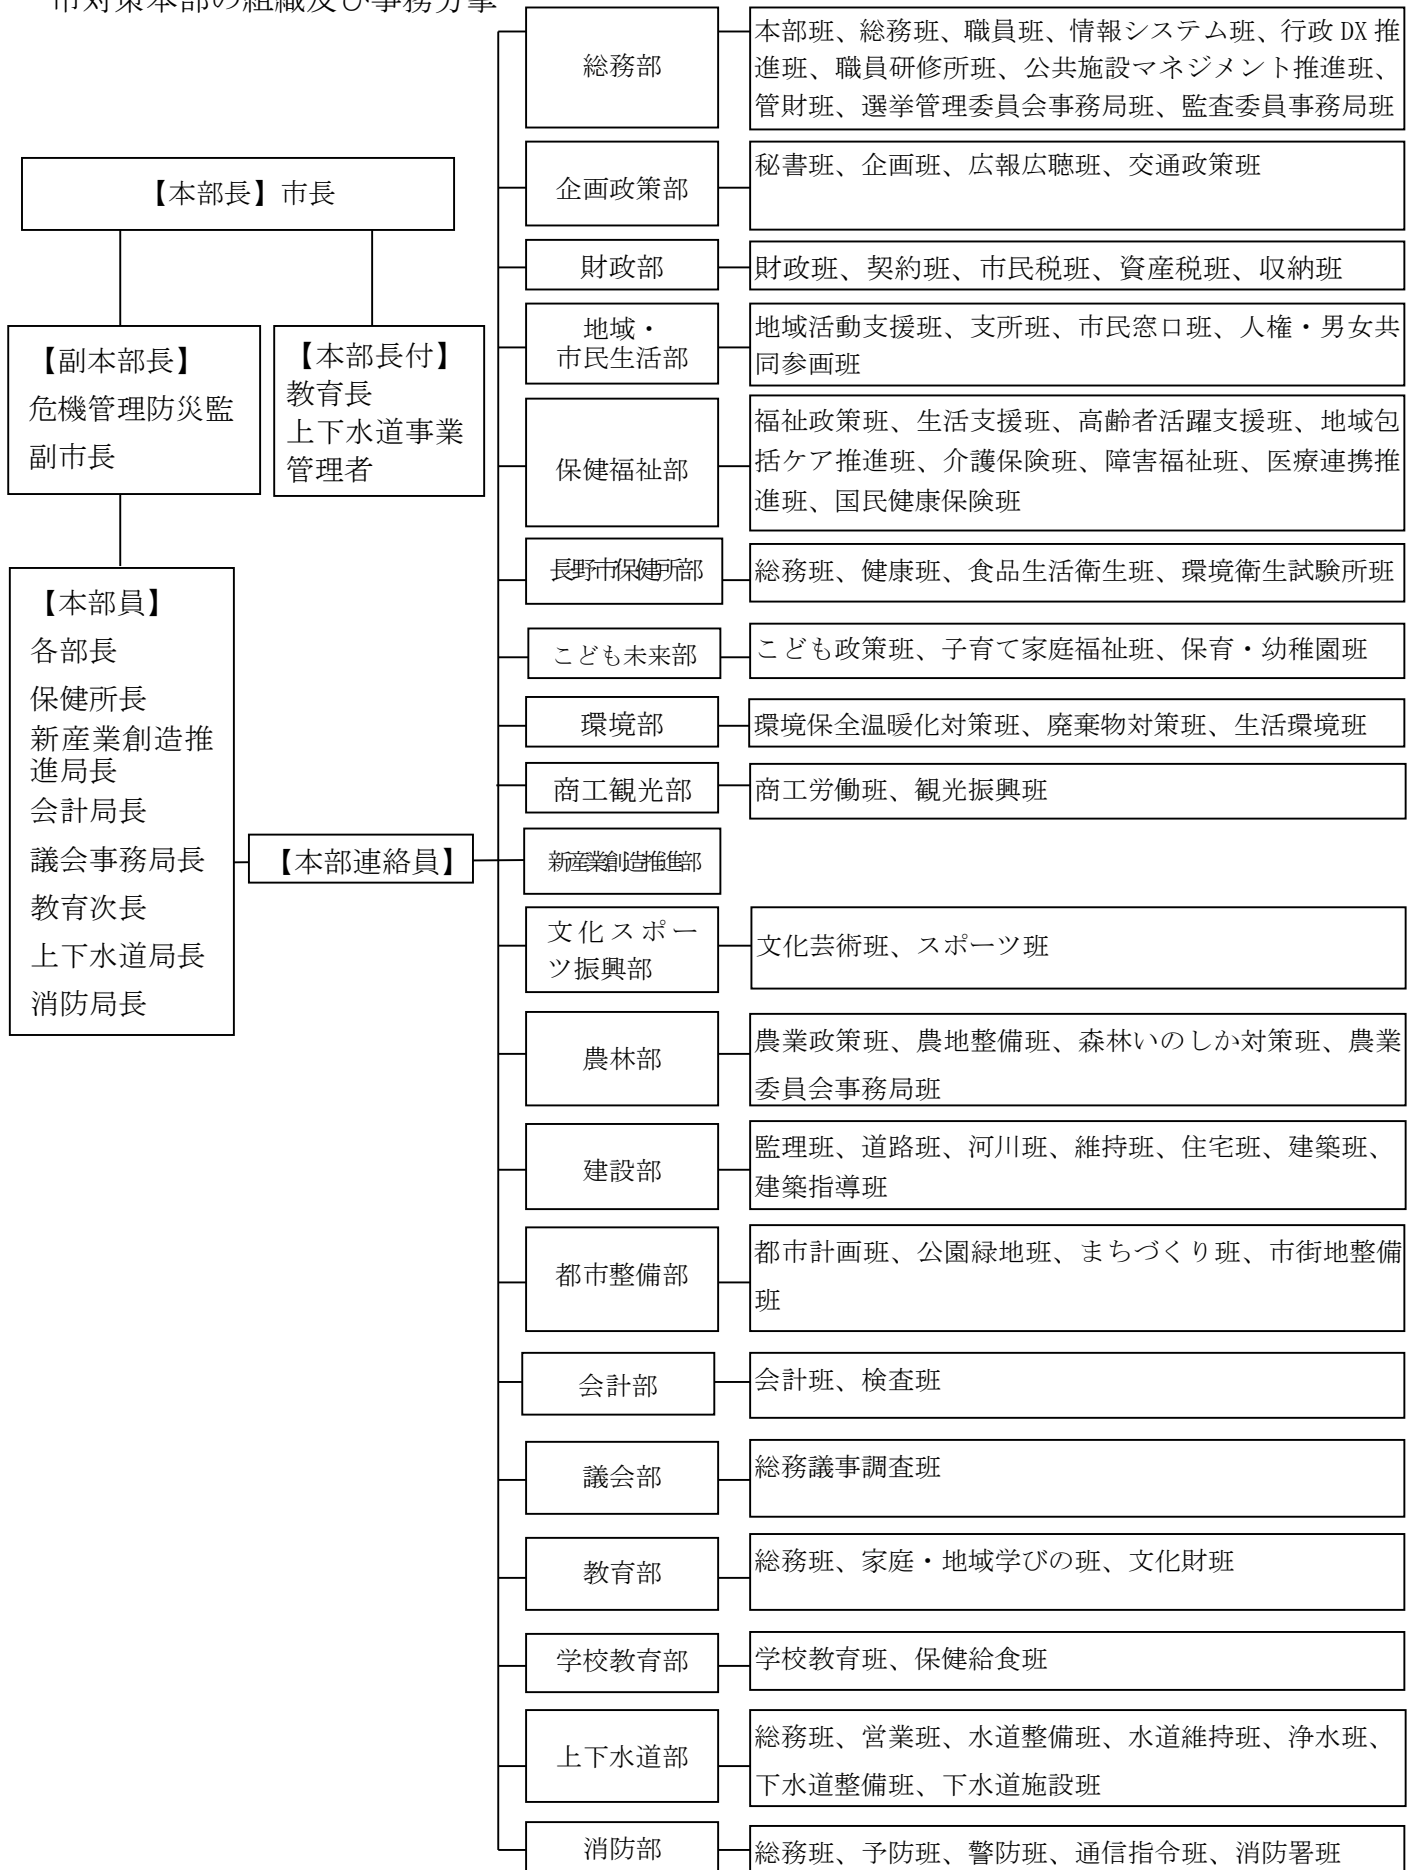 市対策本部の組織及び事務分掌
【本部長】市長
【副本部長】
危機管理防災監
副市長
【本部長付】
教育長
上下水道事業
管理者
【本部員】
各部長
保健所長
新産業創造推
進局長
会計局長
議会事務局長
教育次長
上下水道局長
消防局長
【本部連絡員】
総務部
本部班、総務班、職員班、情報システム班、行政 DX 推
進班、職員研修所班、公共施設マネジメント推進班、
管財班、選挙管理委員会事務局班、監査委員事務局班
企画政策部
秘書班、企画班、広報広聴班、交通政策班
財政部
財政班、契約班、市民税班、資産税班、収納班
地域・
市民生活部
地域活動支援班、支所班、市民窓口班、人権・男女共
同参画班
保健福祉部
福祉政策班、生活支援班、高齢者活躍支援班、地域包
括ケア推進班、介護保険班、障害福祉班、医療連携推
進班、国民健康保険班
長野市保健所部
総務班、健康班、食品生活衛生班、環境衛生試験所班
こども未来部
こども政策班、子育て家庭福祉班、保育・幼稚園班
環境部
環境保全温暖化対策班、廃棄物対策班、生活環境班
商工観光部
商工労働班、観光振興班
新産業創造推進部
文化スポー
ツ振興部
文化芸術班、スポーツ班
農林部
農業政策班、農地整備班、森林いのしか対策班、農業
委員会事務局班
建設部
監理班、道路班、河川班、維持班、住宅班、建築班、
建築指導班
都市整備部
都市計画班、公園緑地班、まちづくり班、市街地整備
班
会計部
会計班、検査班
議会部
総務議事調査班
教育部
総務班、家庭・地域学びの班、文化財班
学校教育部
学校教育班、保健給食班
上下水道部
総務班、営業班、水道整備班、水道維持班、浄水班、
下水道整備班、下水道施設班
消防部
総務班、予防班、警防班、通信指令班、消防署班